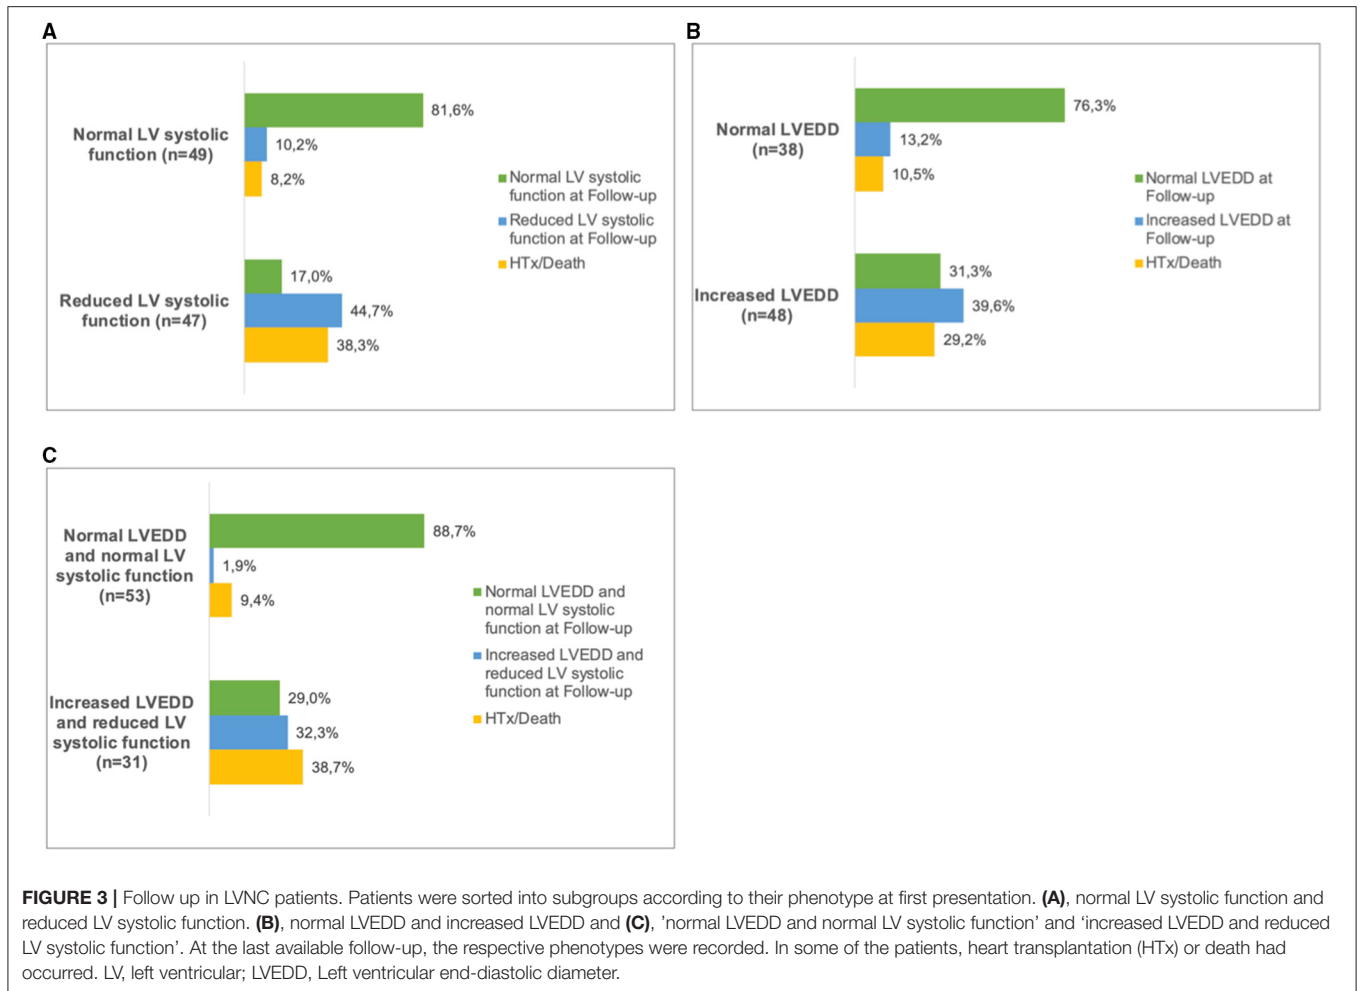 A
Normal LV systolic
function (n=49)
81,6%
10,2%
8,2%
Reduced LV systolic
function (n=47)
17,0%
44,7%
38,3%
Normal LV systolic
function at Follow-up
Reduced LV systolic
function at Follow-up
HTx/Death
B
Normal LVEDD
(n=38)
76,3%
13,2%
10,5%
Increased LVEDD
(n=48)
31,3%
39,6%
29,2%
Normal LVEDD at
Follow-up
Increased LVEDD at
Follow-up
HTx/Death
C
Normal LVEDD
and normal LV
systolic function
(n=53)
88,7%
1,9%
9,4%
Increased LVEDD
and reduced LV
systolic function
(n=31)
29,0%
32,3%
38,7%
Normal LVEDD and
normal LV systolic
function at Follow-up
Increased LVEDD and
reduced LV systolic
function at Follow-up
HTx/Death
FIGURE 3 | Follow up in LVNC patients. Patients were sorted into subgroups according to their phenotype at first presentation. (A), normal LV systolic function and
reduced LV systolic function. (B), normal LVEDD and increased LVEDD and (C), 'normal LVEDD and normal LV systolic function' and 'increased LVEDD and reduced
LV systolic function'. At the last available follow-up, the respective phenotypes were recorded. In some of the patients, heart transplantation (HTx) or death had
occurred. LV, left ventricular; LVEDD, Left ventricular end-diastolic diameter.